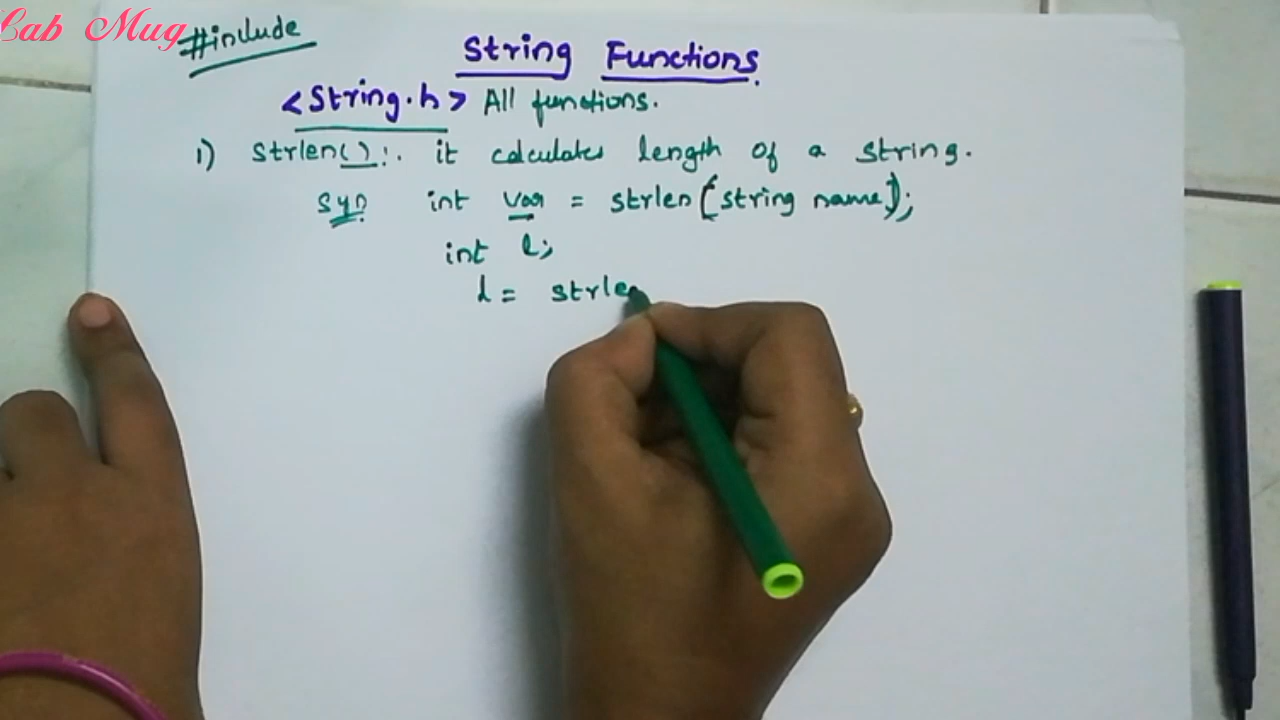 Cab Mug
#include
String Functions.
<String.h> All functions.
1) Strlen() :. it calculates length of a string.
Syn int var = strlen(string name);
int l;
l = strle